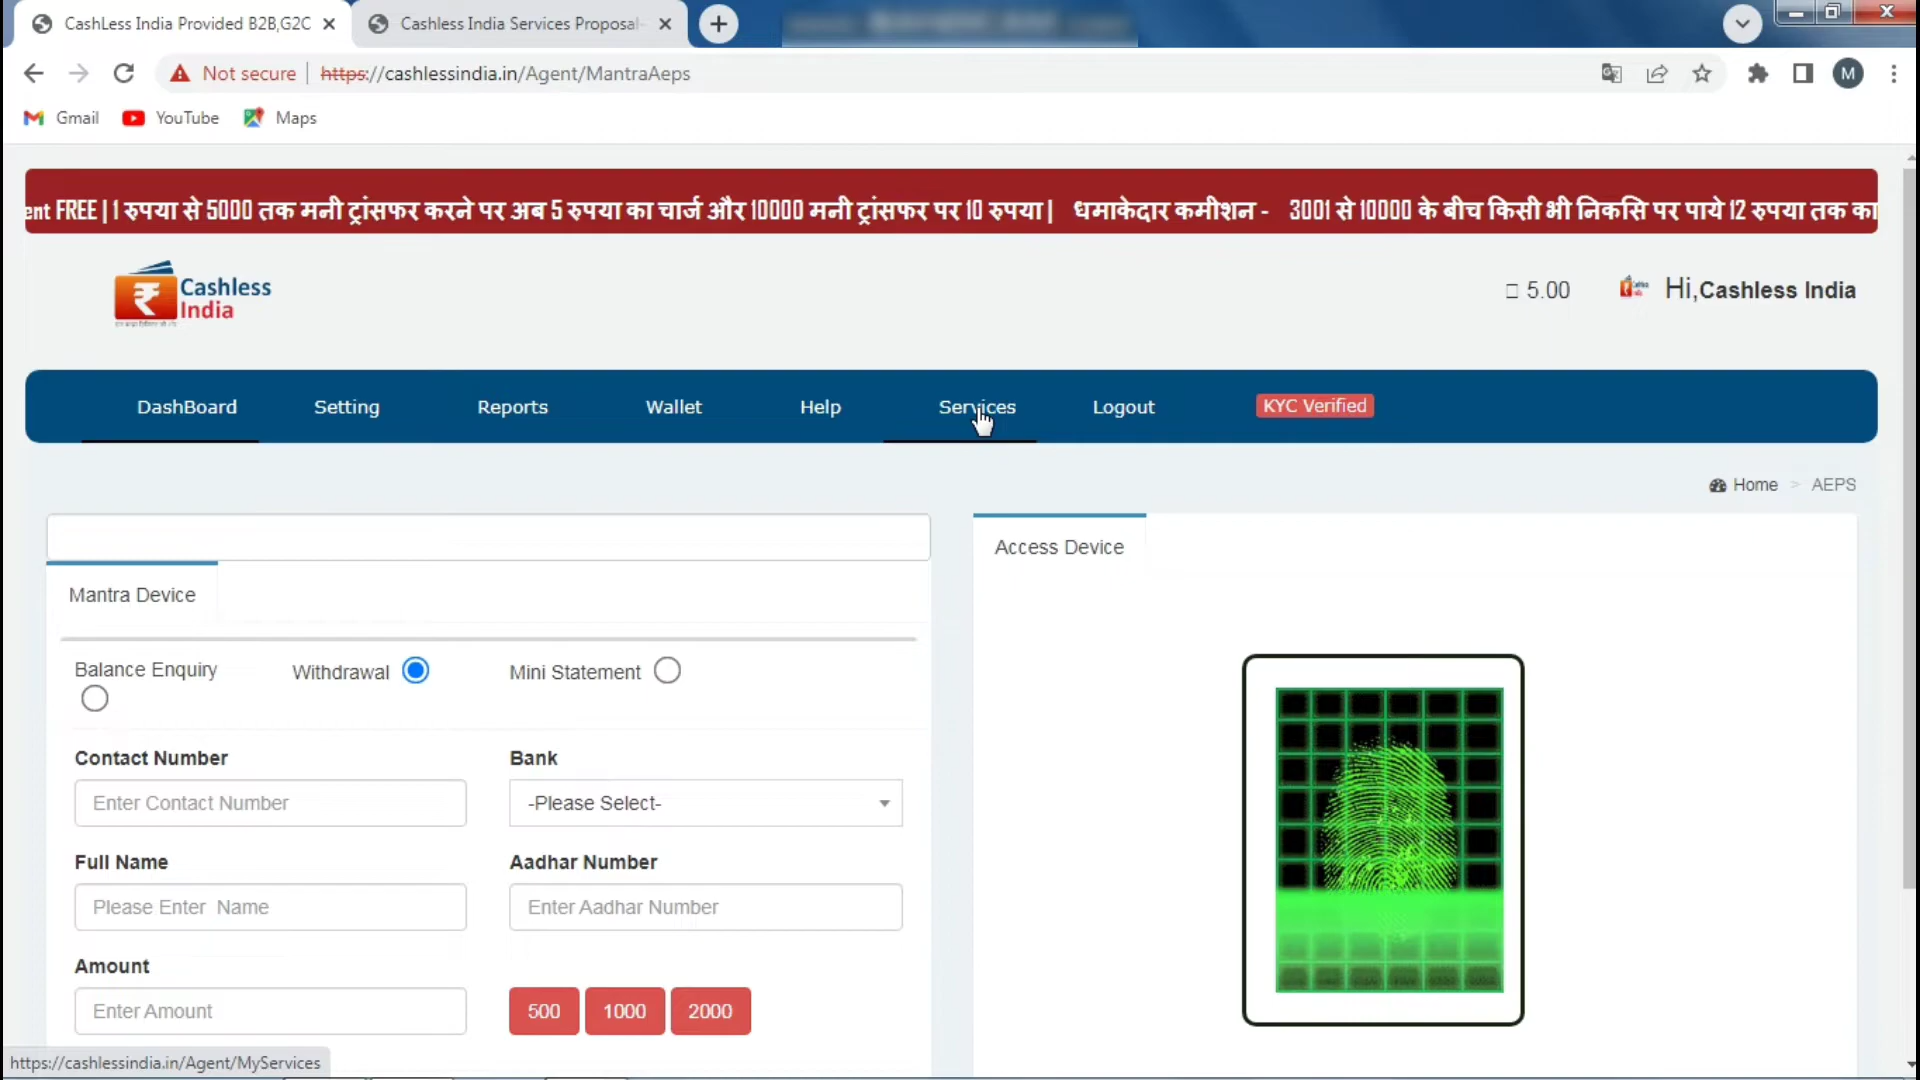 CashLess India Provided B2B,G2C
Cashless India Services Proposal-
Not secure https://cashlessindia.in/Agent/MantraAeps
M
Gmail YouTube Maps
ent FREE | 1 रुपया से 5000 तक मनी ट्रांसफर करने पर अब 5 रुपया का चार्ज और 10000 मनी ट्रांसफर पर 10 रुपया | धमाकेदार कमीशन - 3001 से 10000 के बीच किसी भी निकसि पर पाये 12 रुपया तक का
Cashless
India
5.00 Hi,Cashless India
DashBoard Setting Reports Wallet Help Services Logout KYC Verified
Home > AEPS
Access Device
Mantra Device
Balance Enquiry Withdrawal Mini Statement
Contact Number Bank
Enter Contact Number -Please Select-
Full Name Aadhar Number
Please Enter Name Enter Aadhar Number
Amount
Enter Amount 500 1000 2000
https://cashlessindia.in/Agent/MyServices